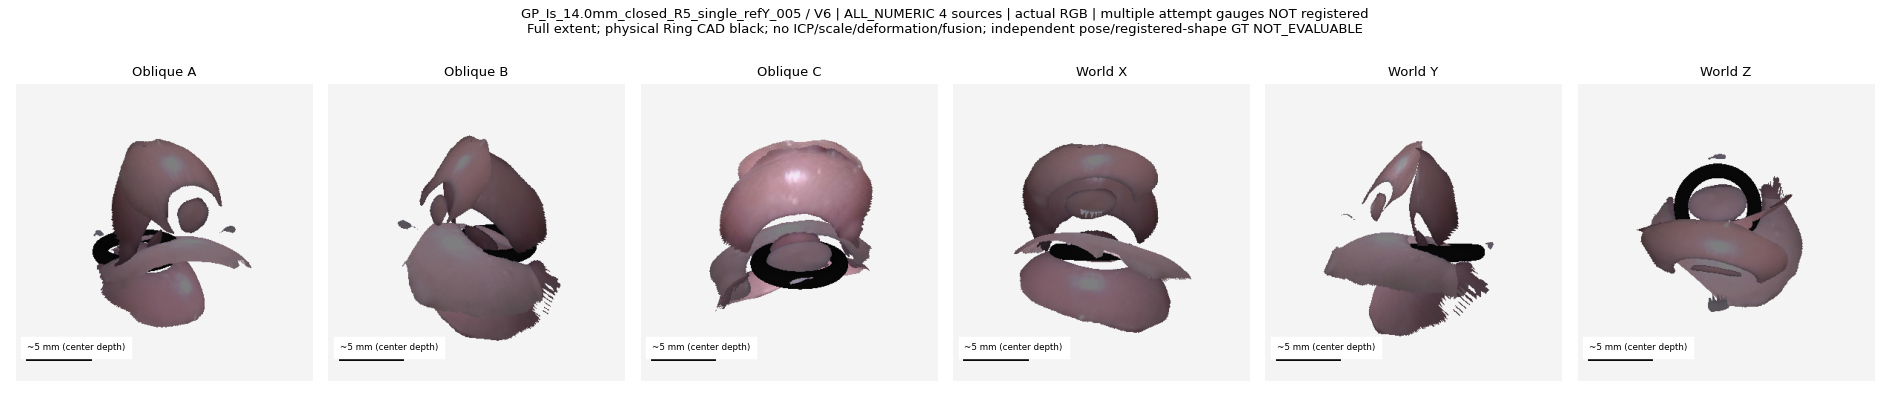 GP_Is_14.0mm_closed_R5_single_refY_005 / V6 | ALL_NUMERIC 4 sources | actual RGB | multiple attempt gauges NOT registered
Full extent; physical Ring CAD black; no ICP/scale/deformation/fusion; independent pose/registered-shape GT NOT_EVALUABLE
Oblique A
Oblique B
Oblique C
World X
World Y
World Z
~5 mm (center depth)
~5 mm (center depth)
~5 mm (center depth)
~5 mm (center depth)
~5 mm (center depth)
~5 mm (center depth)